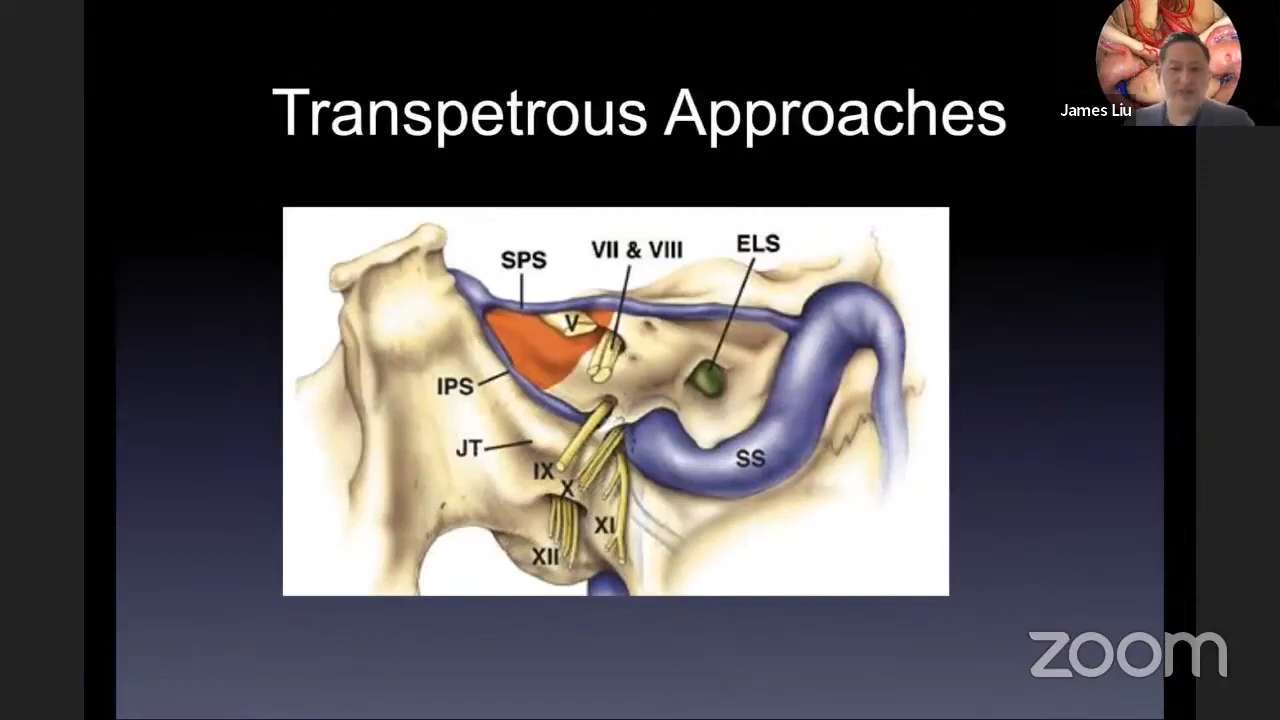 James Liu
Transpetrous Approaches
SPS
VII & VIII
ELS
V
IPS
JT
IX
X
SS
XI
XII
zoom